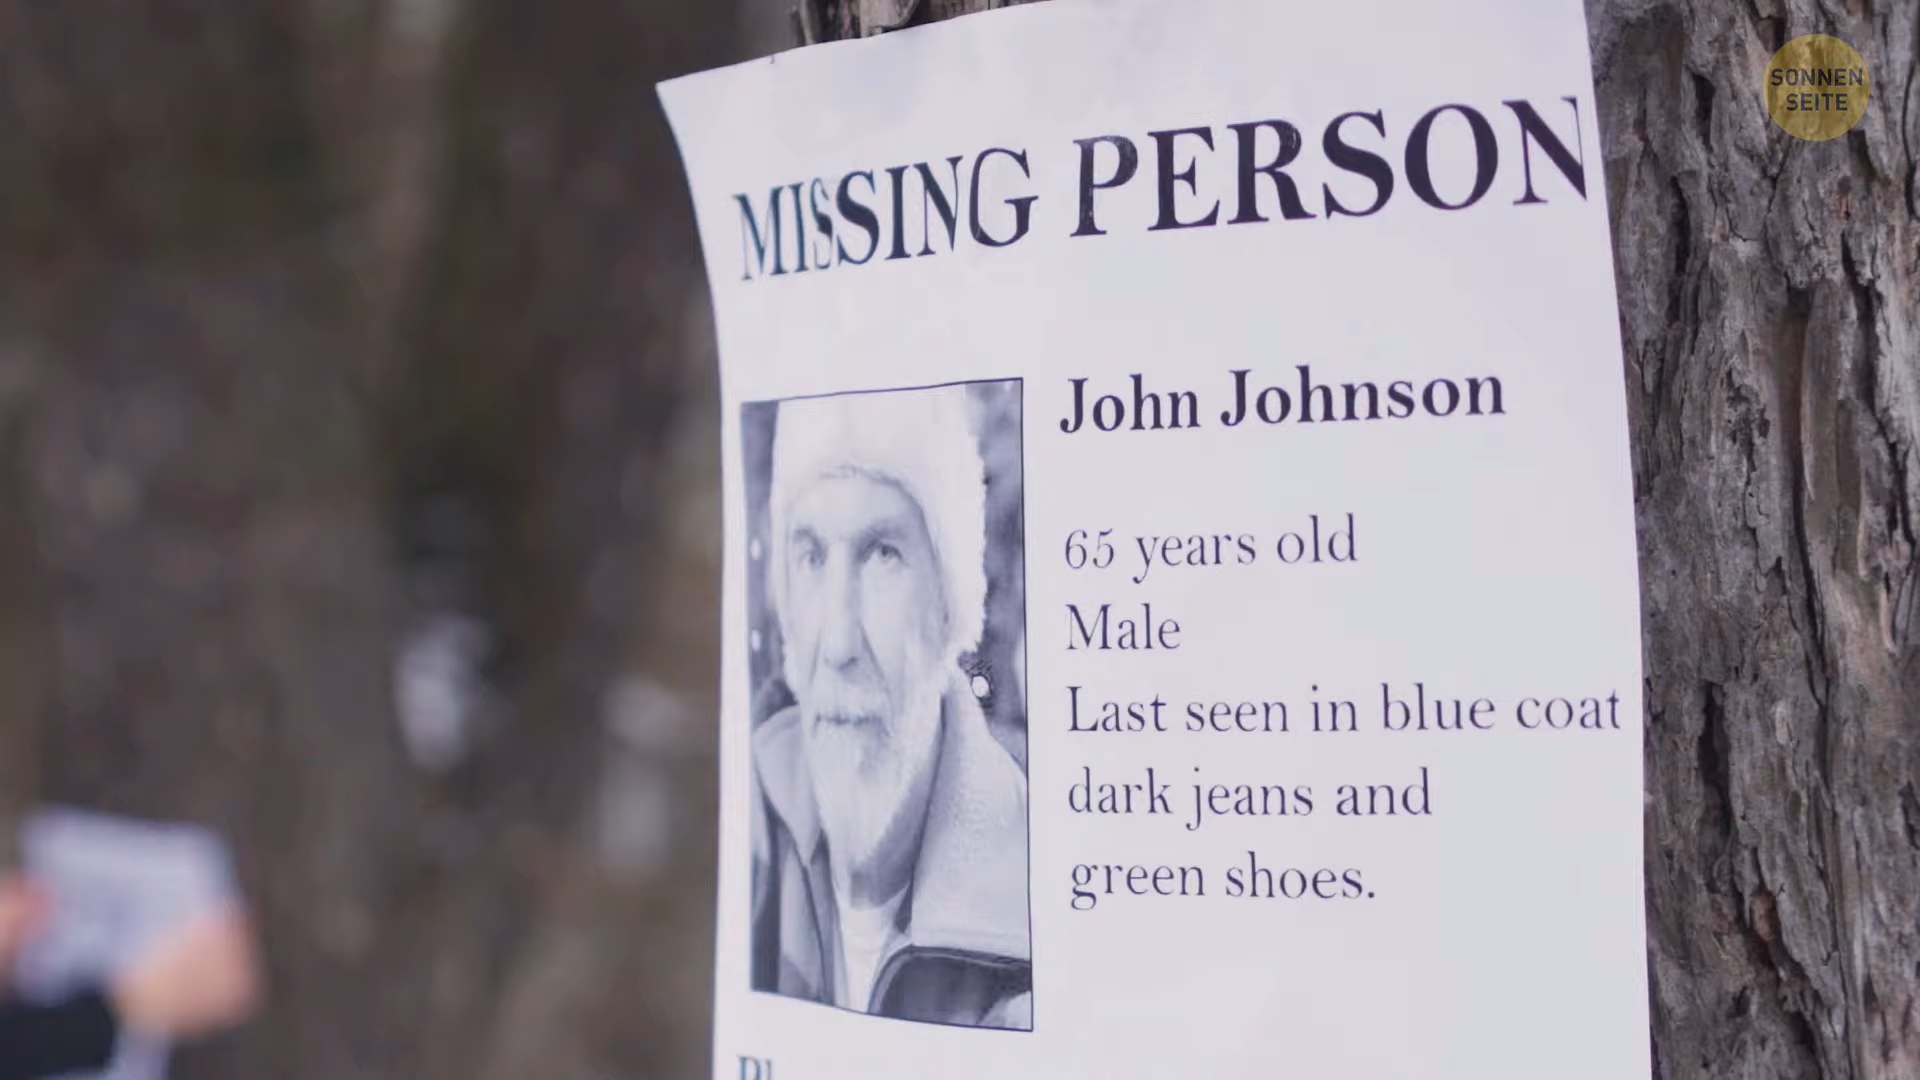 SONNEN
SEITE
MISSING PERSON
John Johnson
65 years old
Male
Last seen in blue coat
dark jeans and
green shoes.